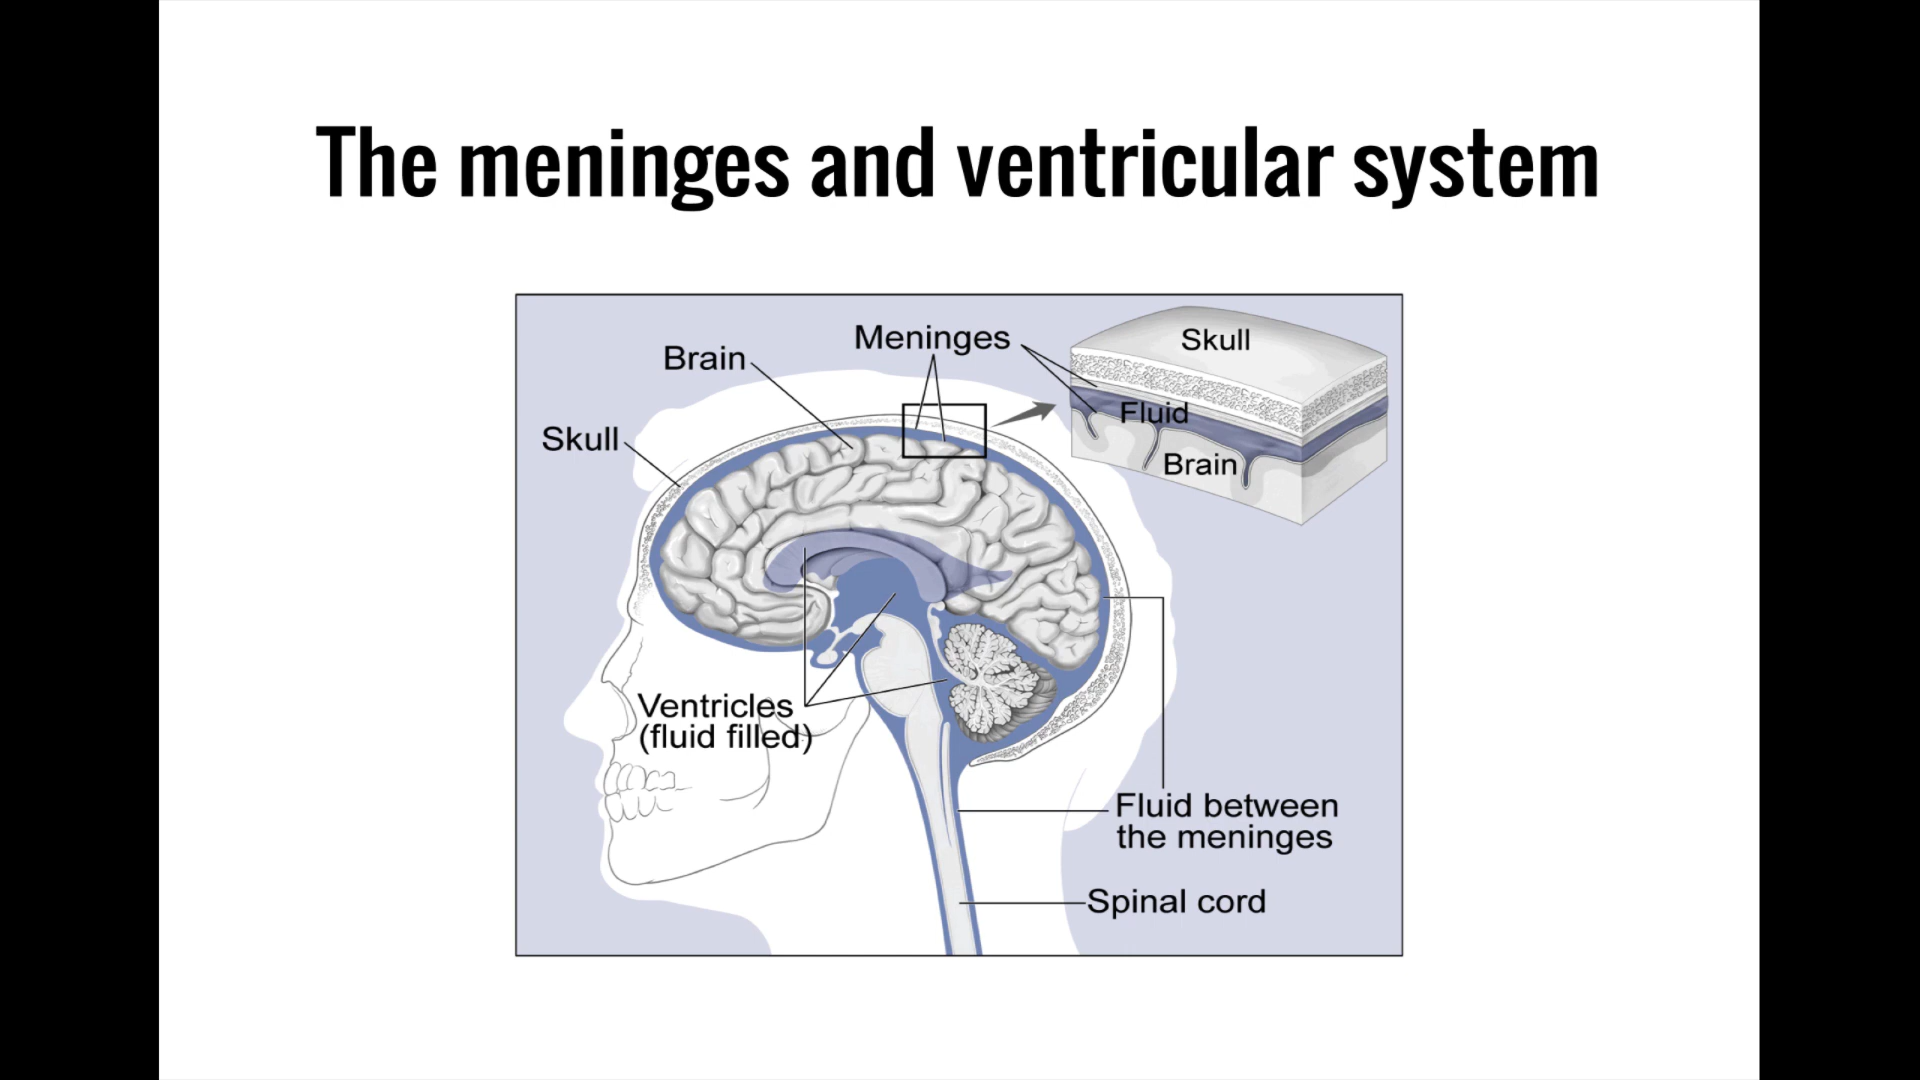 The meninges and ventricular system
Meninges
Skull
Brain
Fluid
Skull
Brain
Ventricles
(fluid filled)
Fluid between
the meninges
Spinal cord